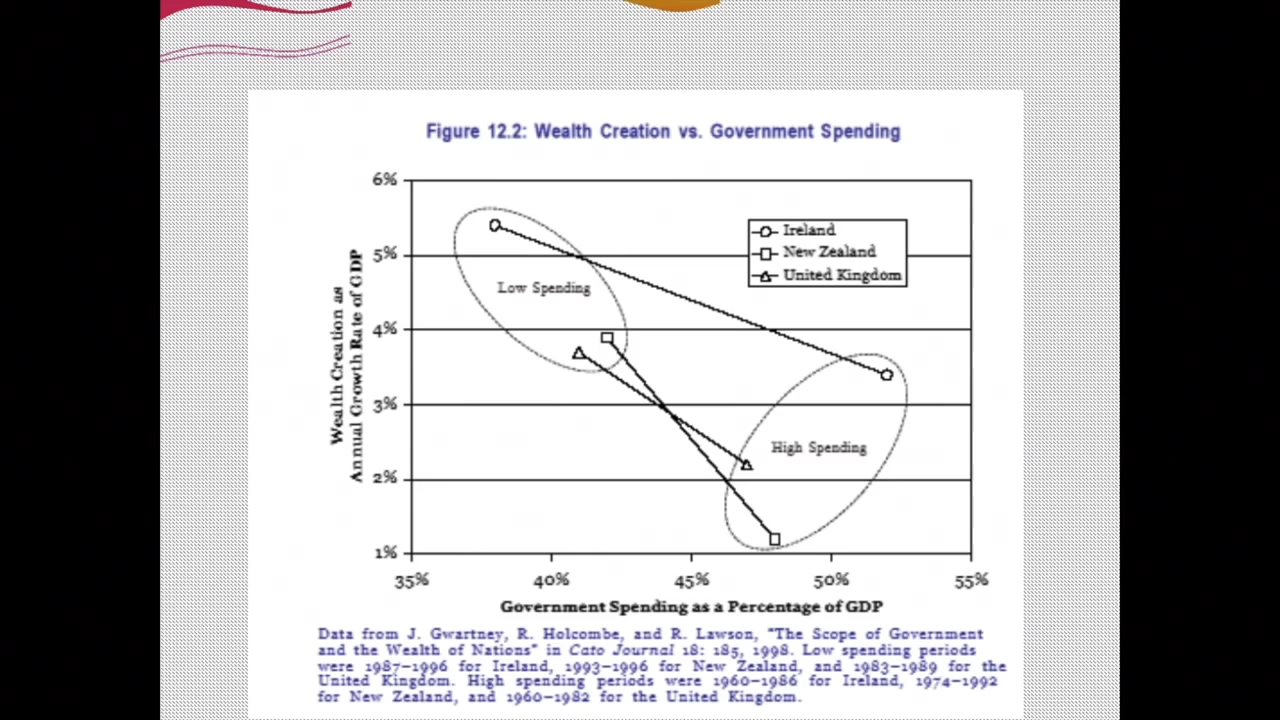 Figure 12.2: Wealth Creation vs. Government Spending
6%
5%
4%
3%
2%
1%
Wealth Creation as
Annual Growth Rate of GDP
Ireland
New Zealand
United Kingdom
Low Spending
High Spending
35%
40%
45%
50%
55%
Government Spending as a Percentage of GDP
Data from J. Gwartney, R. Holcombe, and R. Lawson, "The Scope of Government
and the Wealth of Nations" in Cato Journal 18: 185, 1998. Low spending periods
were 1987–1996 for Ireland, 1993–1996 for New Zealand, and 1983–1989 for the
United Kingdom. High spending periods were 1960–1986 for Ireland, 1974–1992
for New Zealand, and 1960–1982 for the United Kingdom.